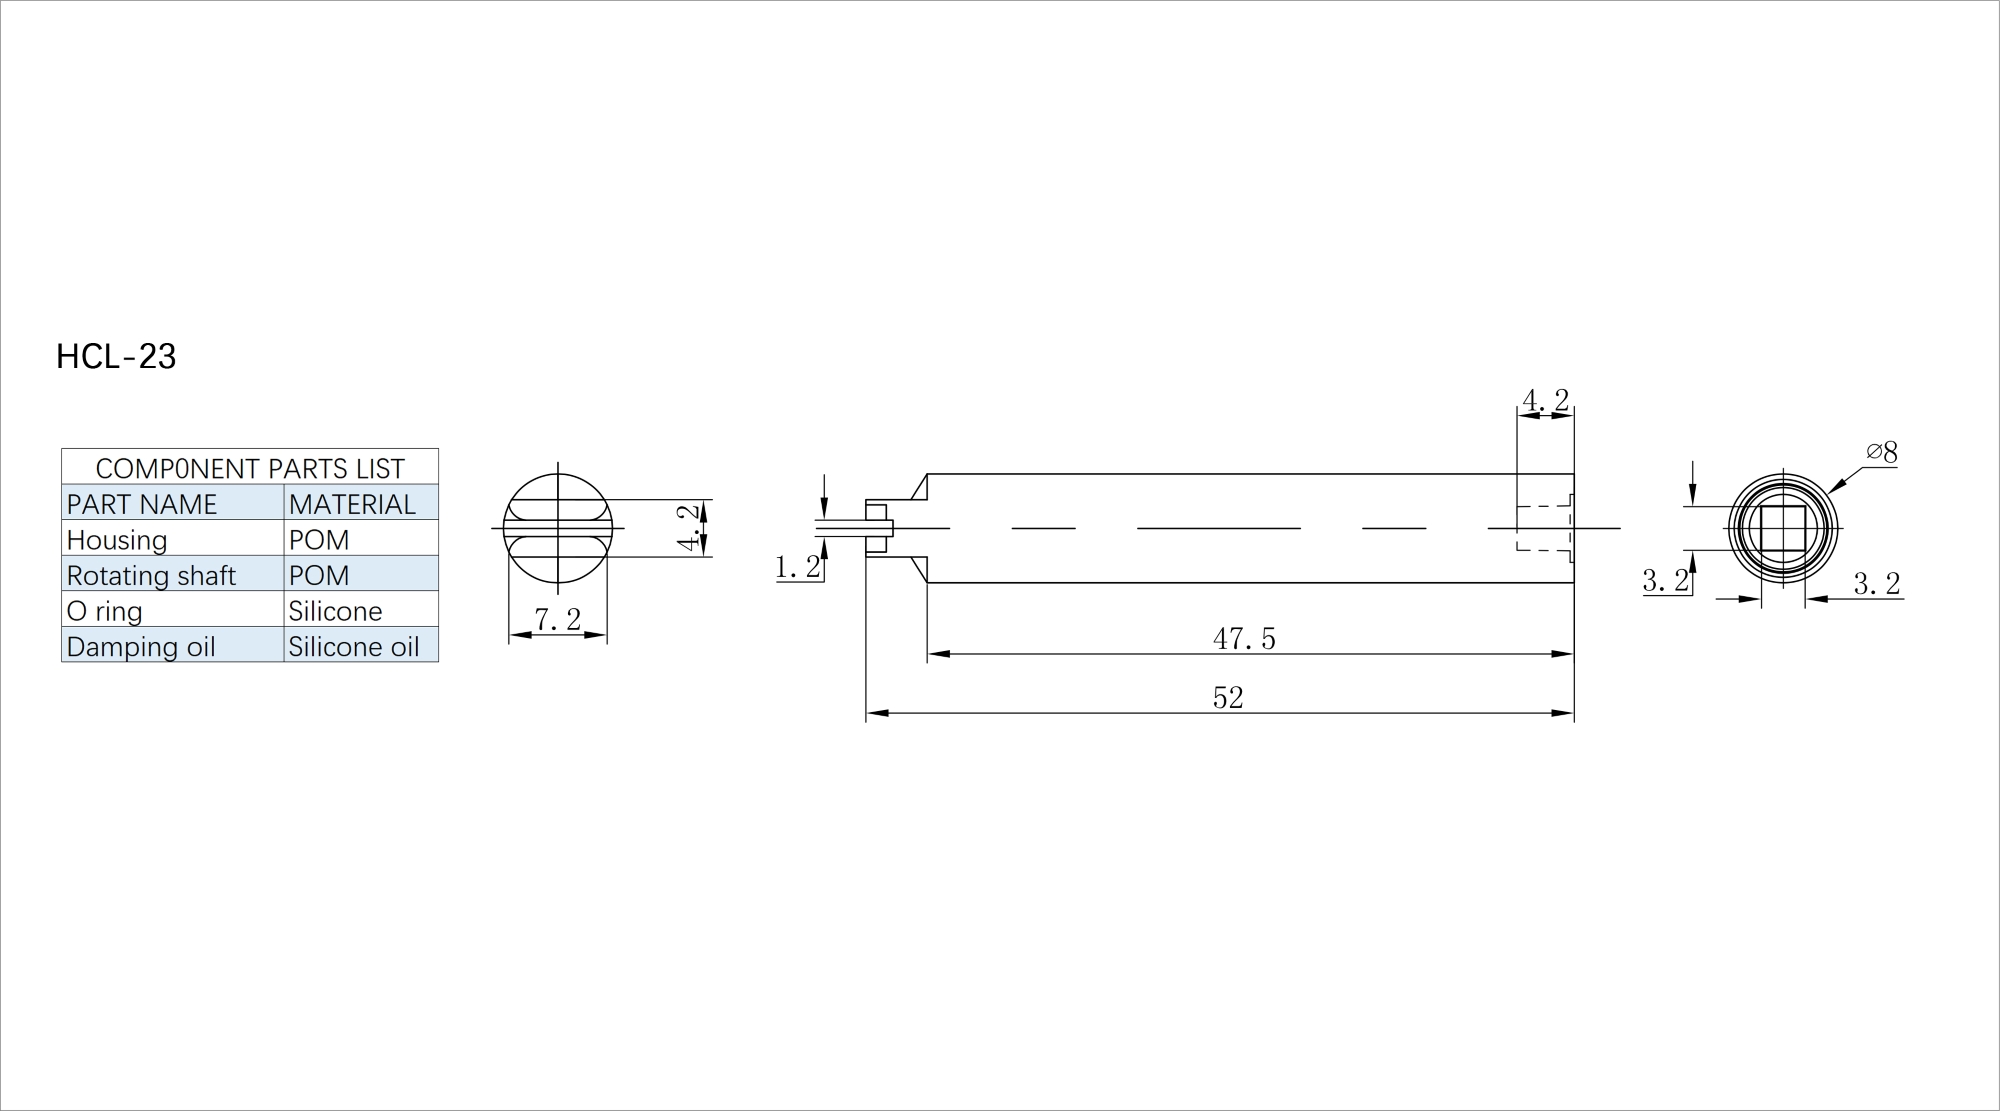 HCL-23
COMP0NENT PARTS LIST
PART NAME MATERIAL
Housing POM
Rotating shaft POM
O ring Silicone
Damping oil Silicone oil
4.2
7.2
1.2
4.2
47.5
52
⌀8
3.2
3.2